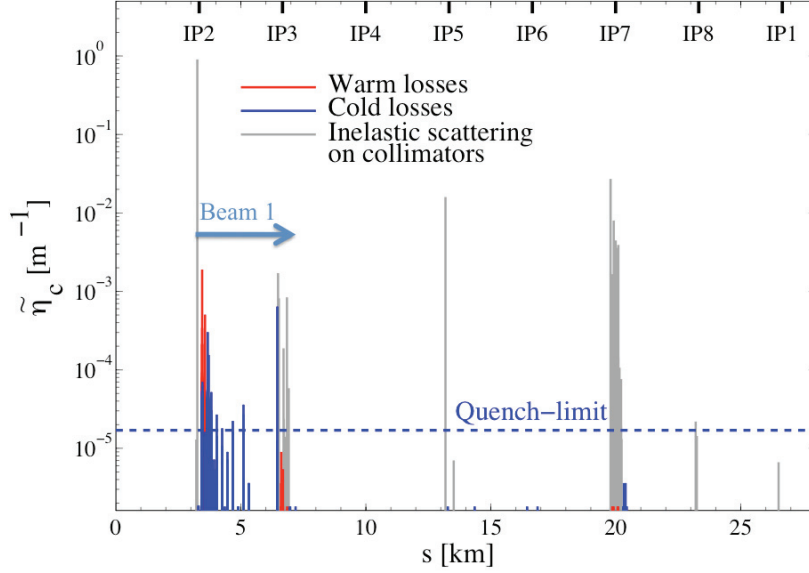 IP2 IP3 IP4 IP5 IP6 IP7 IP8 IP1
10^0
Warm losses
Cold losses
Inelastic scattering
on collimators
10^-1
10^-2
Beam 1
10^-3
10^-4
Quench-limit
10^-5
η̃_c [m^-1]
0 5 10 15 20 25
s [km]